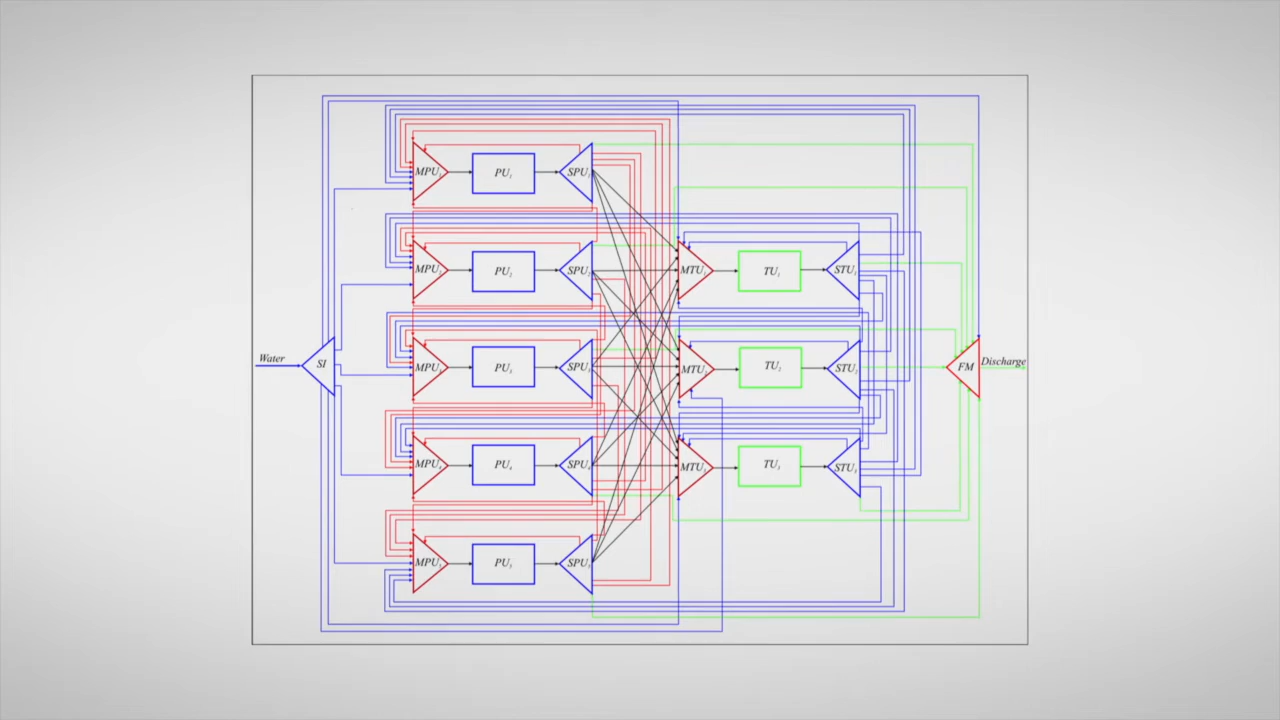 MPU₁ PU₁ SPU₁
MPU₂ PU₂ SPU₂ MTU₁ TU₁ STU₁
Water SI MPU₃ PU₃ SPU₃ MTU₂ TU₂ STU₂ FM Discharge
MPU₄ PU₄ SPU₄ MTU₃ TU₃ STU₃
MPU₅ PU₅ SPU₅